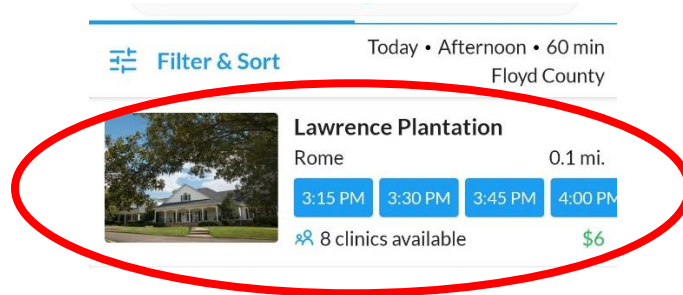 Filter & Sort
Today • Afternoon • 60 min
Floyd County
Lawrence Plantation
Rome 0.1 mi.
3:15 PM 3:30 PM 3:45 PM 4:00 PM
8 clinics available $6